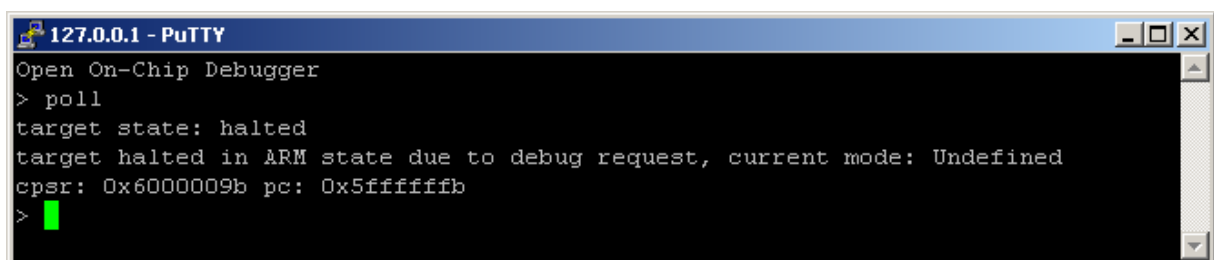 127.0.0.1 - PuTTY
Open On-Chip Debugger
> poll
target state: halted
target halted in ARM state due to debug request, current mode: Undefined
cpsr: 0x6000009b pc: 0x5ffffffb
>